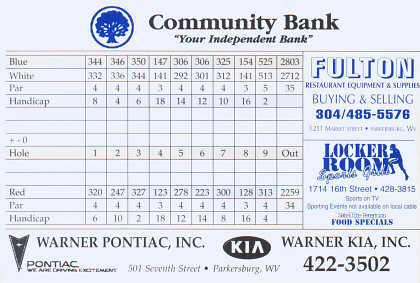 Community Bank
"Your Independent Bank"
Blue 344 346 350 147 306 306 325 154 525 2803
White 332 336 344 141 292 301 312 141 513 2712
Par 4 4 4 3 4 4 4 3 5 35
Handicap 8 4 6 18 14 12 10 16 2
+ - 0
Hole 1 2 3 4 5 6 7 8 9 Out
Red 320 247 327 123 278 223 300 128 313 2259
Par 4 4 4 3 4 4 4 3 4 34
Handicap 6 10 2 18 12 14 8 16 4
FULTON
RESTAURANT EQUIPMENT & SUPPLIES
BUYING & SELLING
304/485-5576
1211 MARKET STREET • PARKERSBURG, WV
LOCKER
ROOM
Sports Grill
1714 16th Street • 428-3815
Sports on TV
Sporting Events not available on local cable
Satellite Reception
FOOD SPECIALS
WARNER PONTIAC, INC.
PONTIAC
WE ARE DRIVING EXCITEMENT
501 Seventh Street • Parkersburg, WV
KIA
WARNER KIA, INC.
422-3502